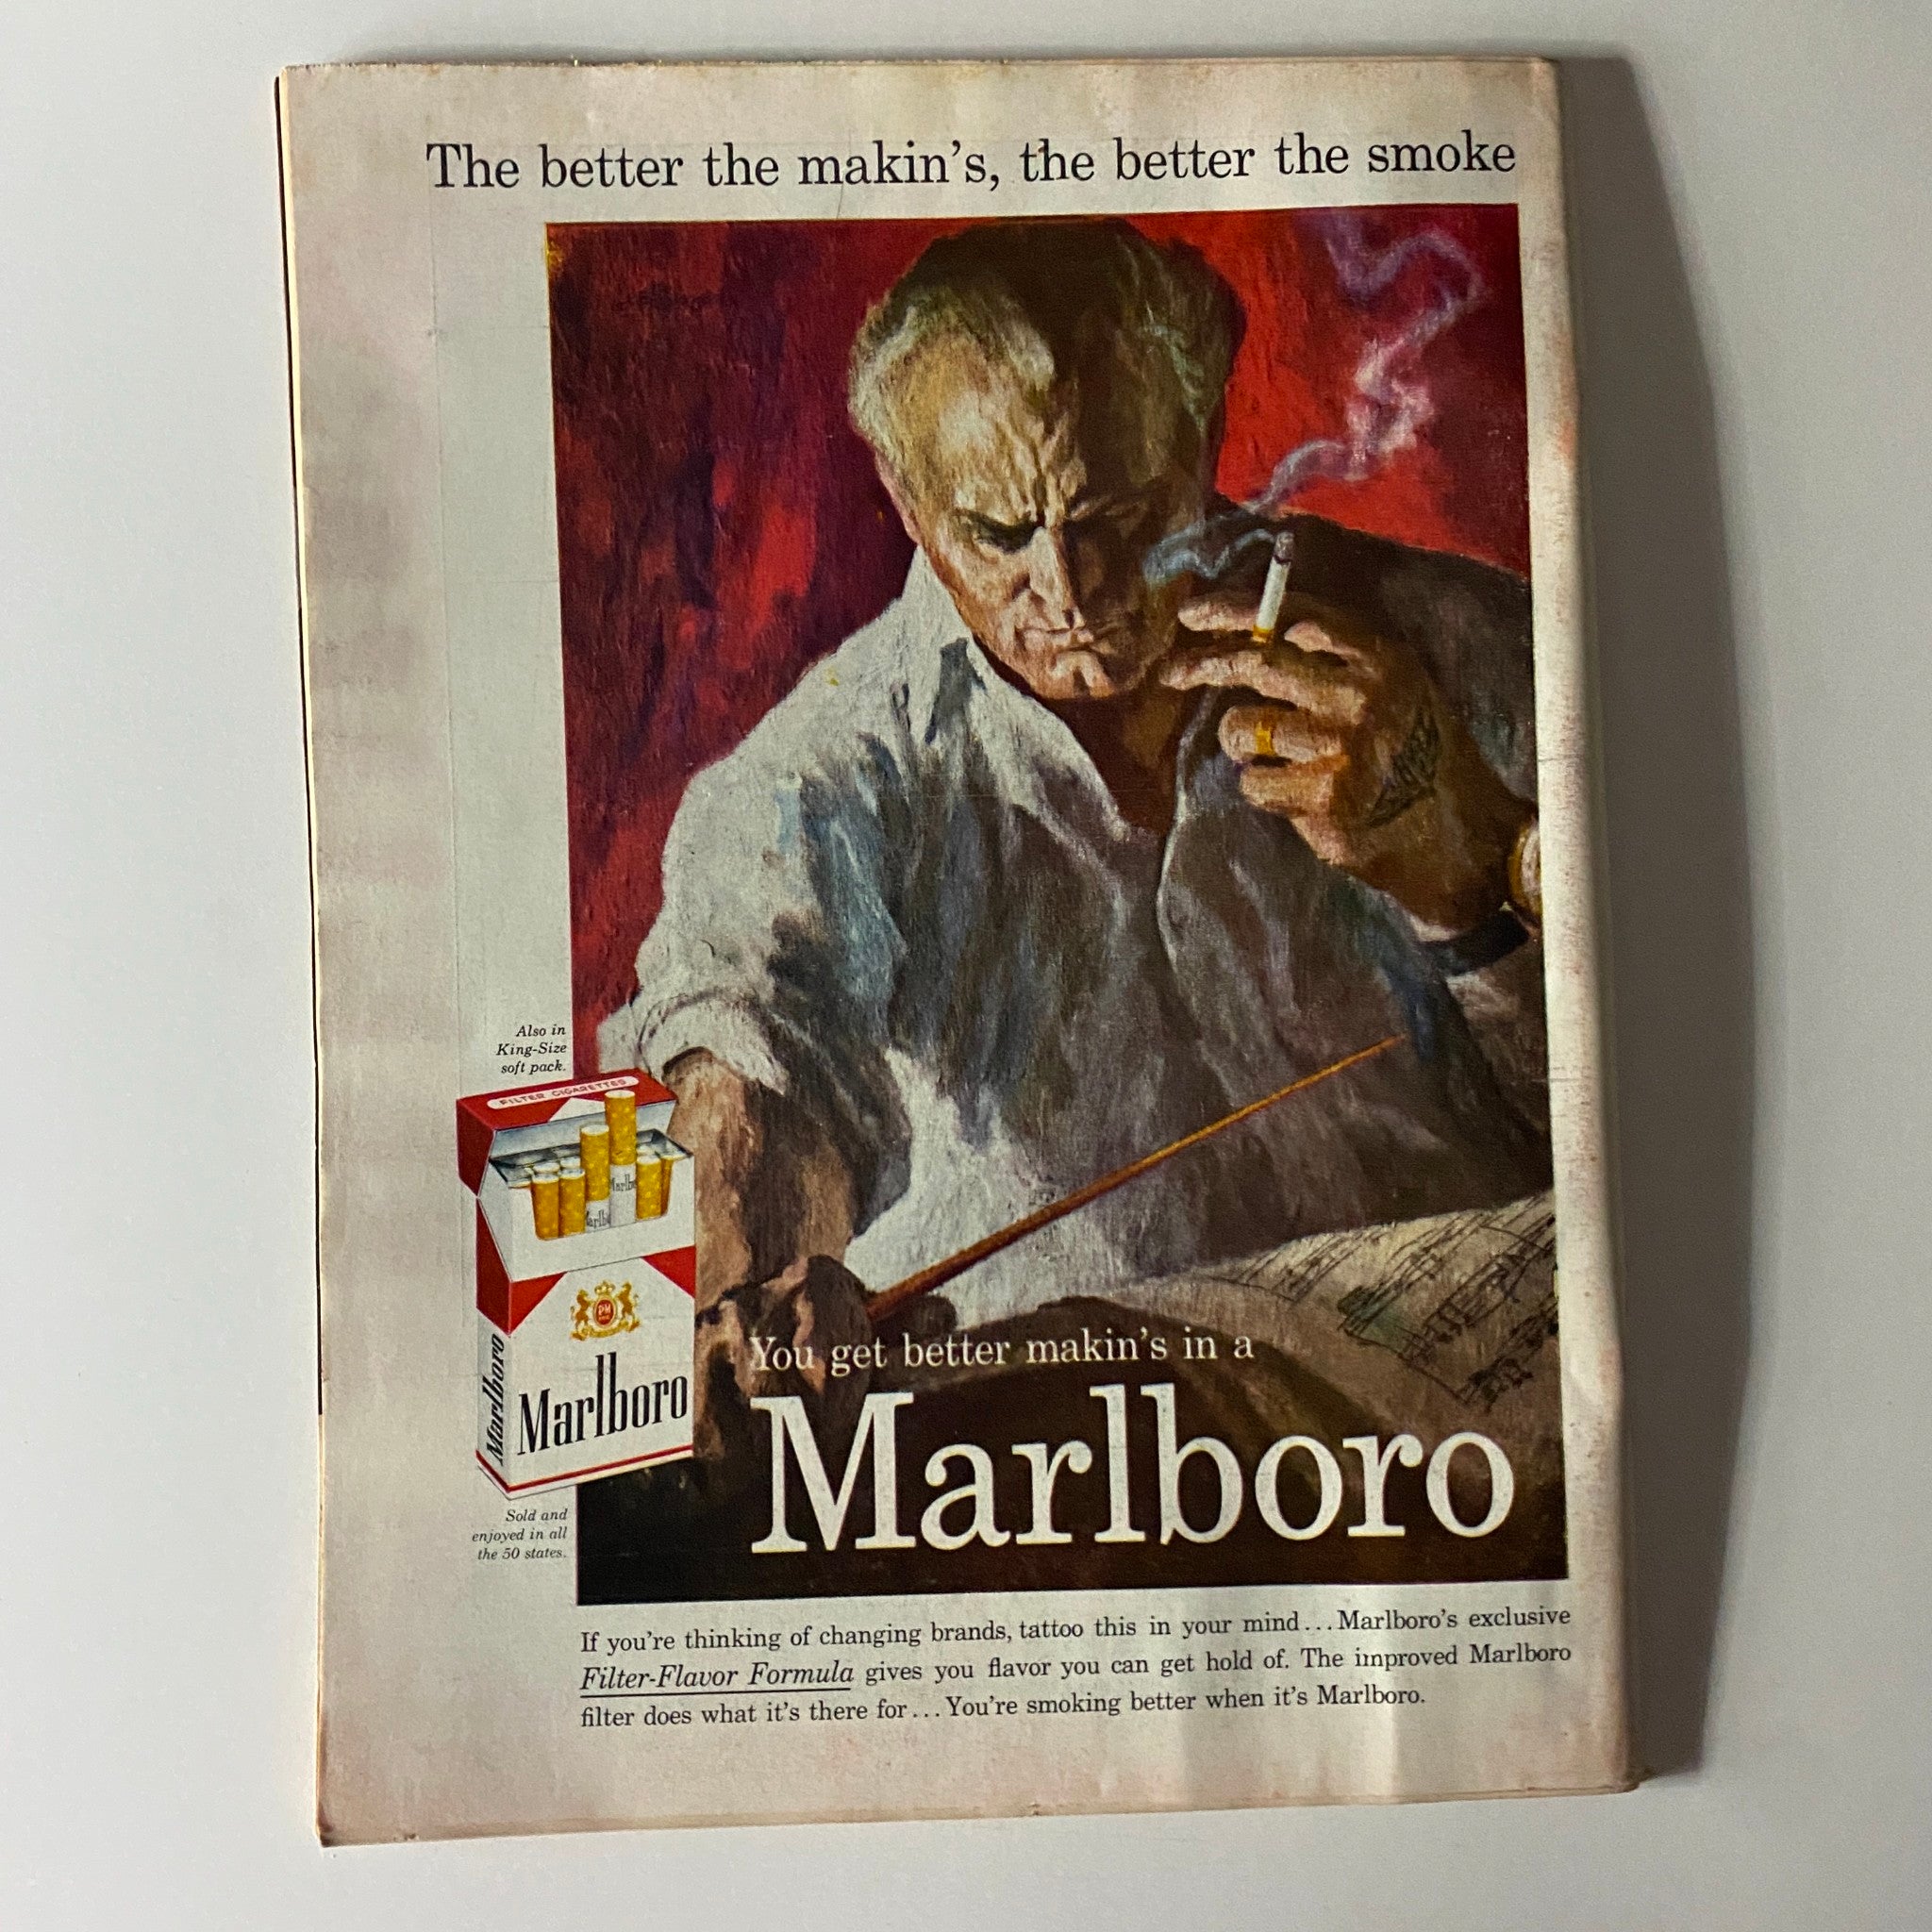 The better the makin's, the better the smoke
Also in
King-Size
soft pack.
FILTER CIGARETTES
Marlboro
Marlboro
You get better makin's in a
Marlboro
Sold and
enjoyed in all
the 50 states.
If you're thinking of changing brands, tattoo this in your mind...Marlboro's exclusive
Filter-Flavor Formula gives you flavor you can get hold of. The improved Marlboro
filter does what it's there for...You're smoking better when it's Marlboro.